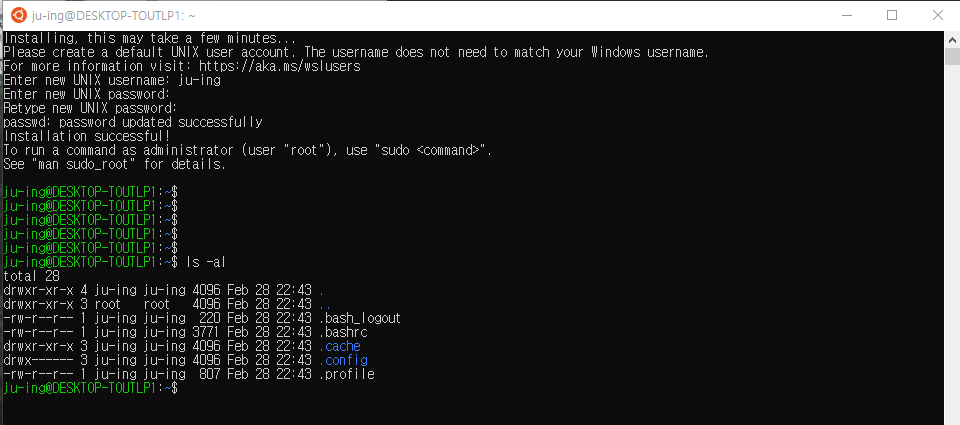 ju-ing@DESKTOP-TOUTLP1: ~
Installing, this may take a few minutes...
Please create a default UNIX user account. The username does not need to match your Windows username.
For more information visit: https://aka.ms/wslusers
Enter new UNIX username: ju-ing
Enter new UNIX password:
Retype new UNIX password:
passwd: password updated successfully
Installation successful!
To run a command as administrator (user "root"), use "sudo <command>".
See "man sudo_root" for details.
ju-ing@DESKTOP-TOUTLP1:~$
ju-ing@DESKTOP-TOUTLP1:~$
ju-ing@DESKTOP-TOUTLP1:~$
ju-ing@DESKTOP-TOUTLP1:~$
ju-ing@DESKTOP-TOUTLP1:~$
ju-ing@DESKTOP-TOUTLP1:~$ ls -al
total 28
drwxr-xr-x 4 ju-ing ju-ing 4096 Feb 28 22:43 .
drwxr-xr-x 3 root   root   4096 Feb 28 22:43 ..
-rw-r--r-- 1 ju-ing ju-ing  220 Feb 28 22:43 .bash_logout
-rw-r--r-- 1 ju-ing ju-ing 3771 Feb 28 22:43 .bashrc
drwxr-xr-x 3 ju-ing ju-ing 4096 Feb 28 22:43 .cache
drwx------ 3 ju-ing ju-ing 4096 Feb 28 22:43 .config
-rw-r--r-- 1 ju-ing ju-ing  807 Feb 28 22:43 .profile
ju-ing@DESKTOP-TOUTLP1:~$